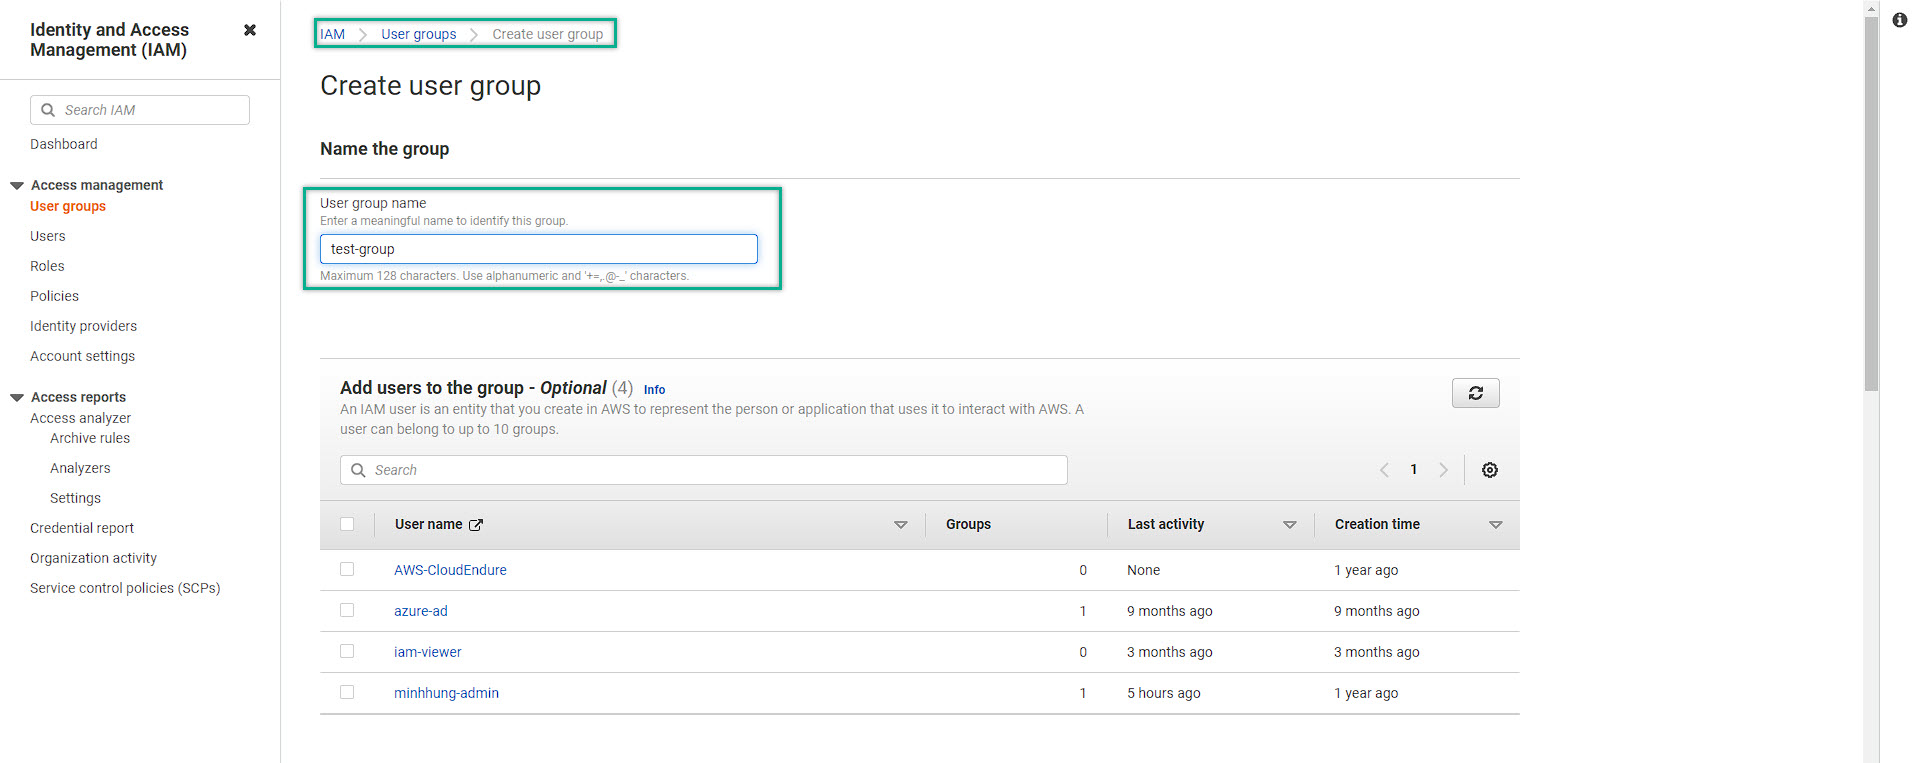 Identity and Access
Management (IAM)
Search IAM
Dashboard
Access management
User groups
Users
Roles
Policies
Identity providers
Account settings
Access reports
Access analyzer
Archive rules
Analyzers
Settings
Credential report
Organization activity
Service control policies (SCPs)
IAM User groups Create user group
Create user group
Name the group
User group name
Enter a meaningful name to identify this group.
test-group
Maximum 128 characters. Use alphanumeric and '+=,.@-_' characters.
Add users to the group - Optional (4) Info
An IAM user is an entity that you create in AWS to represent the person or application that uses it to interact with AWS. A
user can belong to up to 10 groups.
Search
1
User name Groups Last activity Creation time
AWS-CloudEndure 0 None 1 year ago
azure-ad 1 9 months ago 9 months ago
iam-viewer 0 3 months ago 3 months ago
minhhung-admin 1 5 hours ago 1 year ago